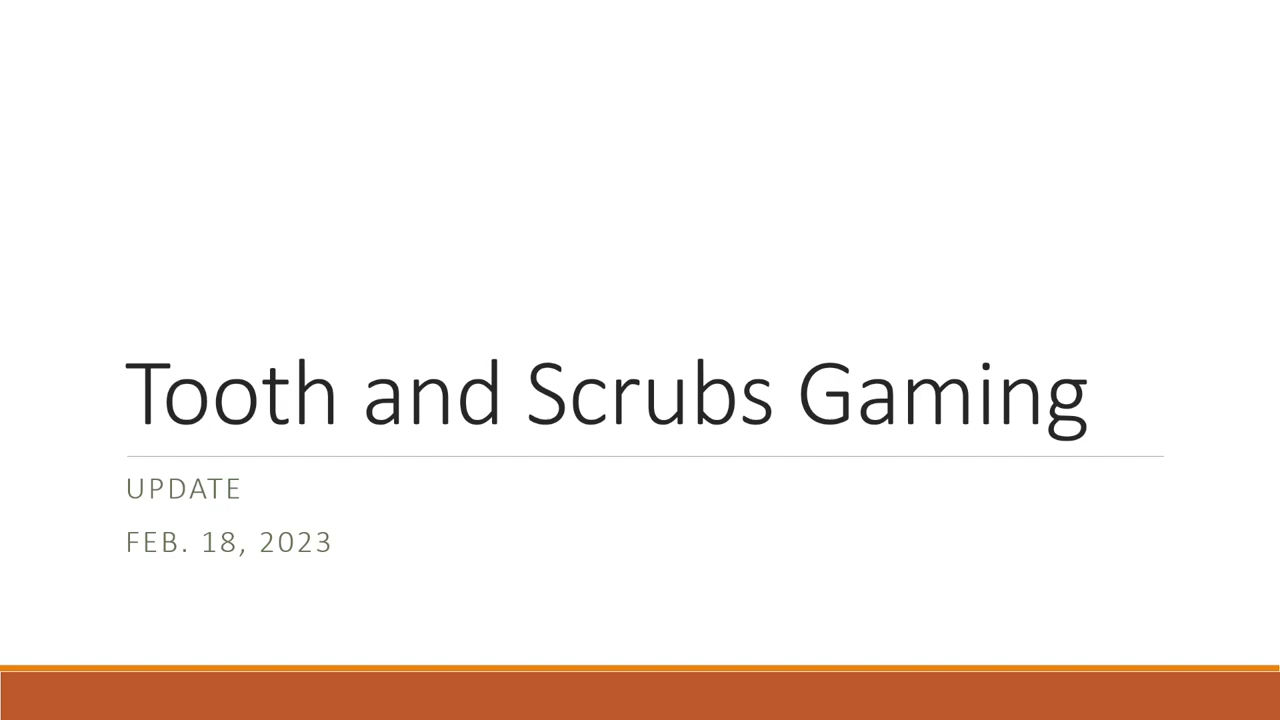 Tooth and Scrubs Gaming
UPDATE
FEB. 18, 2023